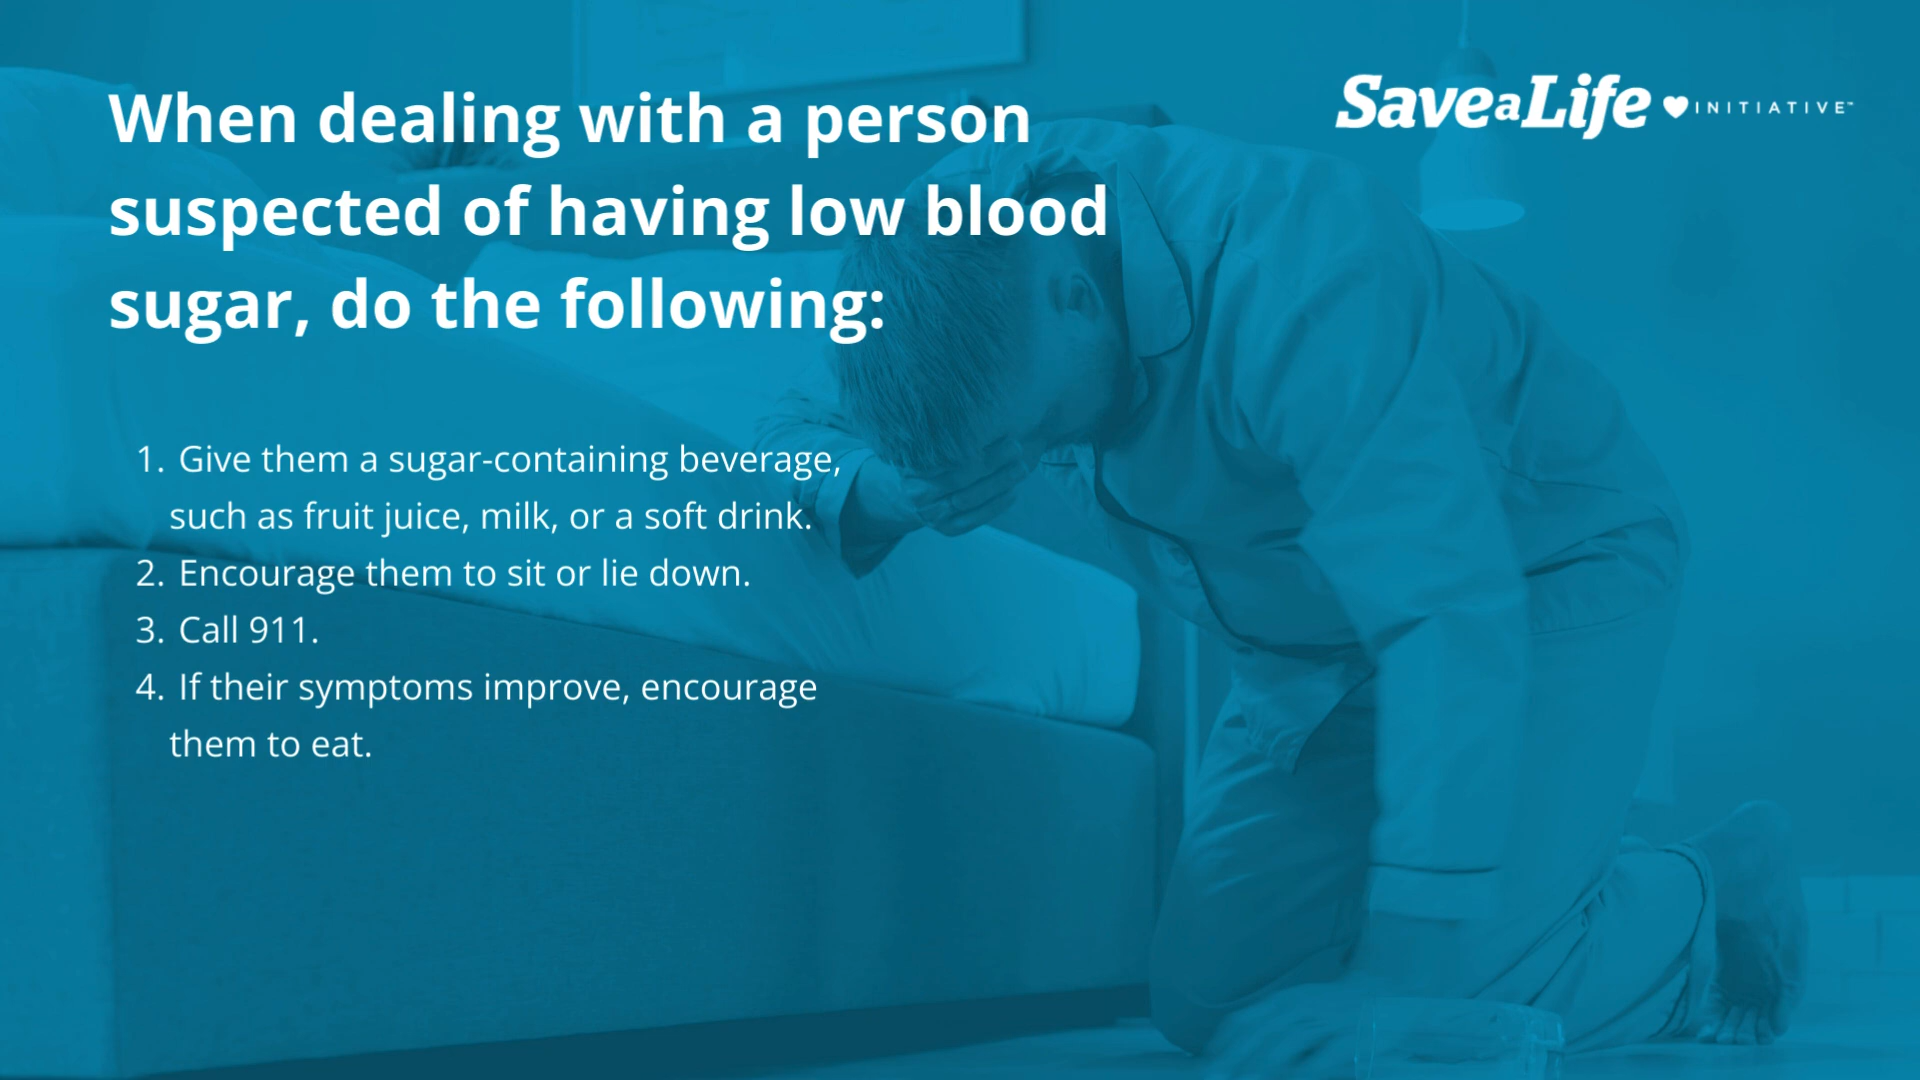 When dealing with a person
suspected of having low blood
sugar, do the following:
SaveaLife INITIATIVE™
1. Give them a sugar-containing beverage,
such as fruit juice, milk, or a soft drink.
2. Encourage them to sit or lie down.
3. Call 911.
4. If their symptoms improve, encourage
them to eat.